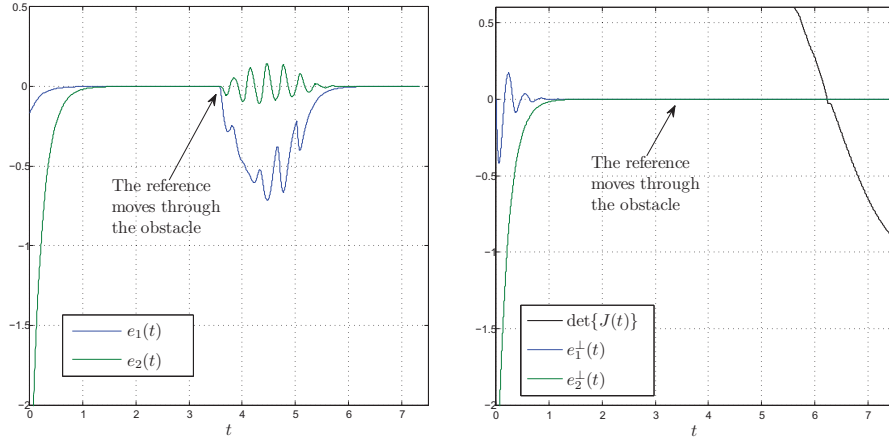 0.5
0
−0.5
−1
−1.5
−2
The reference
moves through
the obstacle
e₁(t)
e₂(t)
0 1 2 3 4 5 6 7
t
0.5
0
−0.5
−1
−1.5
−2
The reference
moves through
the obstacle
det{J(t)}
e₁^⊥(t)
e₂^⊥(t)
0 1 2 3 4 5 6 7
t